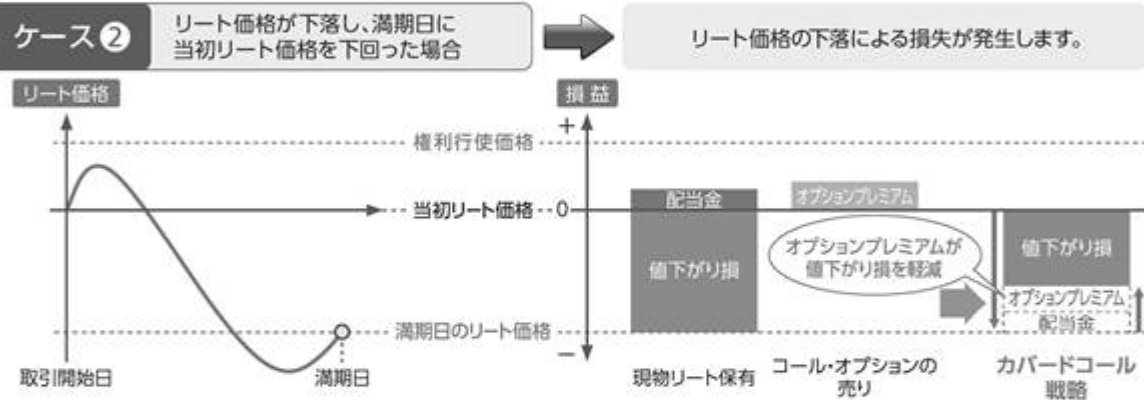 ケース❷
リート価格が下落し、満期日に
当初リート価格を下回った場合
リート価格の下落による損失が発生します。
リート価格
損益
権利行使価格
＋
配当金
オプションプレミアム
当初リート価格
0
オプションプレミアムが
値下がり損を軽減
値下がり損
値下がり損
オプションプレミアム
配当金
満期日のリート価格
−
取引開始日
満期日
現物リート保有
コール・オプションの
売り
カバードコール
戦略